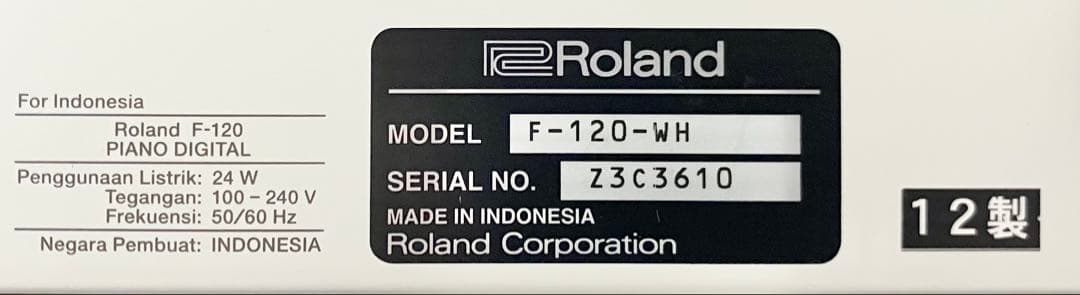 For Indonesia
Roland F-120
PIANO DIGITAL
Penggunaan Listrik: 24 W
Tegangan: 100 – 240 V
Frekuensi: 50/60 Hz
Negara Pembuat: INDONESIA
Roland
MODEL F-120-WH
SERIAL NO. Z3C3610
MADE IN INDONESIA
Roland Corporation
12製